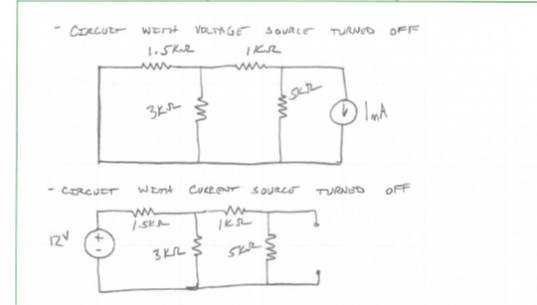 - CIRCUIT WITH VOLTAGE SOURCE TURNED OFF
1.5KΩ 1KΩ
3KΩ 5KΩ 1mA
- CIRCUIT WITH CURRENT SOURCE TURNED OFF
1.5KΩ 1KΩ
12V + - 3KΩ 5KΩ